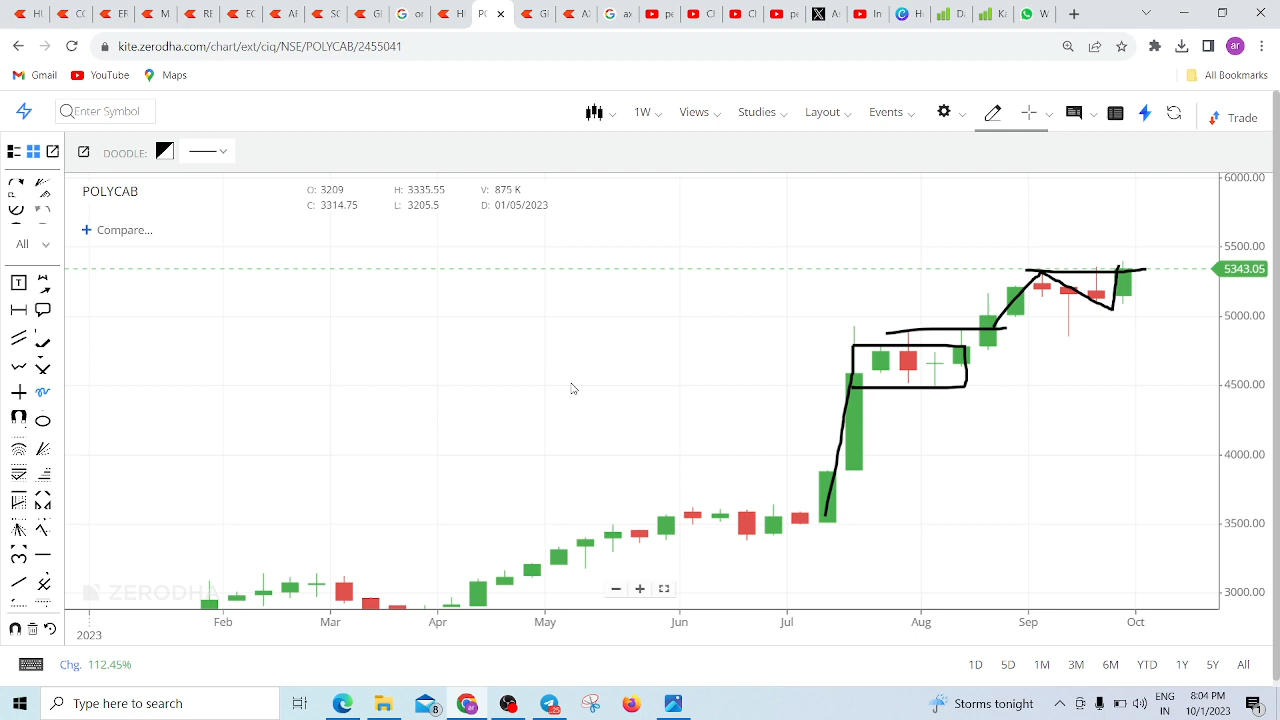 kite.zerodha.com/chart/ext/ciq/NSE/POLYCAB/2455041
Gmail YouTube Maps All Bookmarks
Enter Symbol 1W Views Studies Layout Events Trade
DOODLE:
POLYCAB O: 3209 H: 3335.55 V: 875 K
C: 3314.75 L: 3205.5 D: 01/05/2023
Compare...
All
6000.00
5500.00
5343.05
5000.00
4500.00
4000.00
3500.00
3000.00
ZERODHA
Feb Mar Apr May Jun Jul Aug Sep Oct
2023
Chg. 112.45% 1D 5D 1M 3M 6M YTD 1Y 5Y All
Type here to search Storms tonight ENG 8:04 PM
IN 10/1/2023